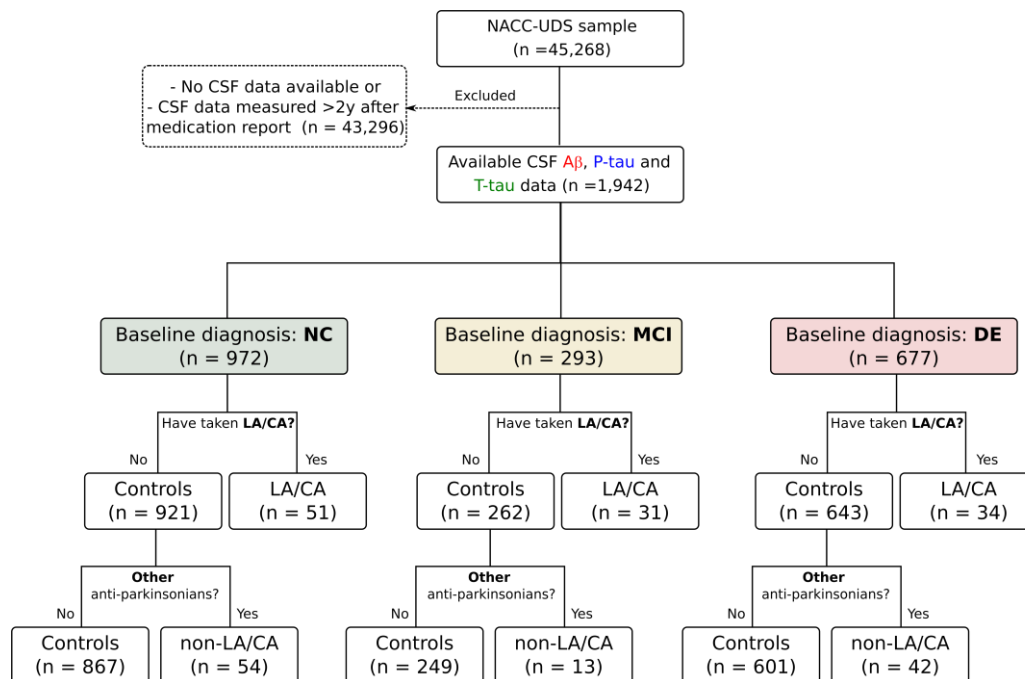 NACC-UDS sample
(n =45,268)
- No CSF data available or
- CSF data measured >2y after
medication report (n = 43,296)
Excluded
Available CSF Aβ, P-tau and
T-tau data (n =1,942)
Baseline diagnosis: NC
(n = 972)
Baseline diagnosis: MCI
(n = 293)
Baseline diagnosis: DE
(n = 677)
Have taken LA/CA?
Have taken LA/CA?
Have taken LA/CA?
No
Yes
No
Yes
No
Yes
Controls
(n = 921)
LA/CA
(n = 51)
Controls
(n = 262)
LA/CA
(n = 31)
Controls
(n = 643)
LA/CA
(n = 34)
Other
anti-parkinsonians?
Other
anti-parkinsonians?
Other
anti-parkinsonians?
No
Yes
No
Yes
No
Yes
Controls
(n = 867)
non-LA/CA
(n = 54)
Controls
(n = 249)
non-LA/CA
(n = 13)
Controls
(n = 601)
non-LA/CA
(n = 42)